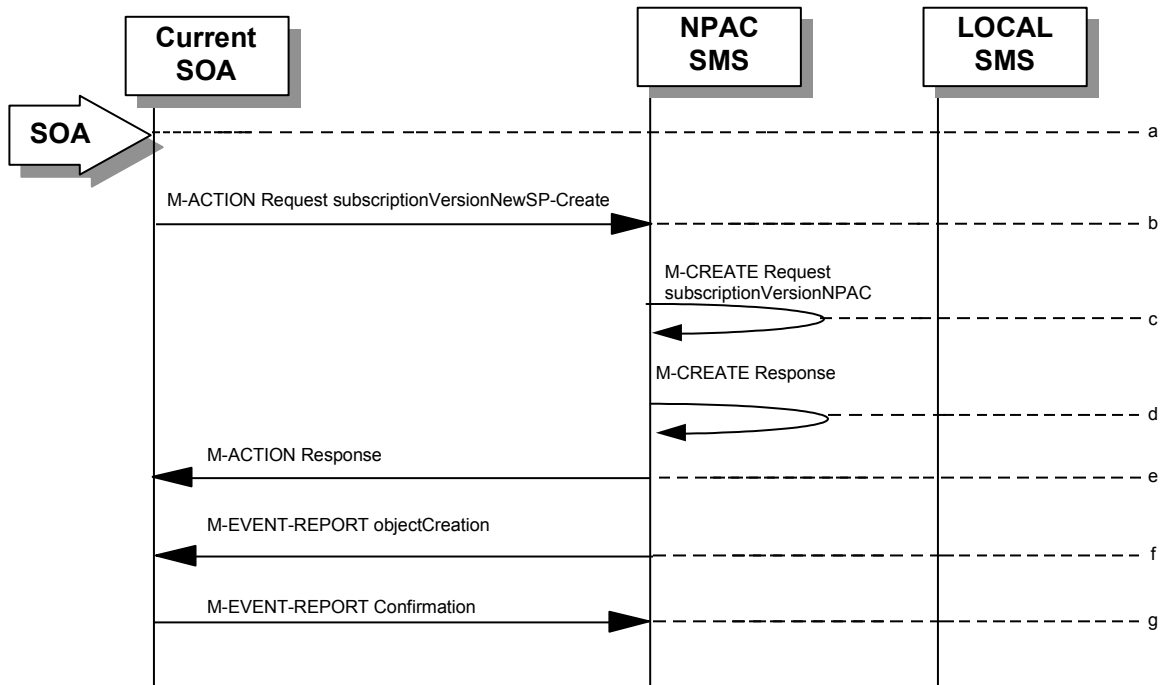 Current
SOA
NPAC
SMS
LOCAL
SMS
SOA
a
M-ACTION Request subscriptionVersionNewSP-Create
b
M-CREATE Request
subscriptionVersionNPAC
c
M-CREATE Response
d
M-ACTION Response
e
M-EVENT-REPORT objectCreation
f
M-EVENT-REPORT Confirmation
g